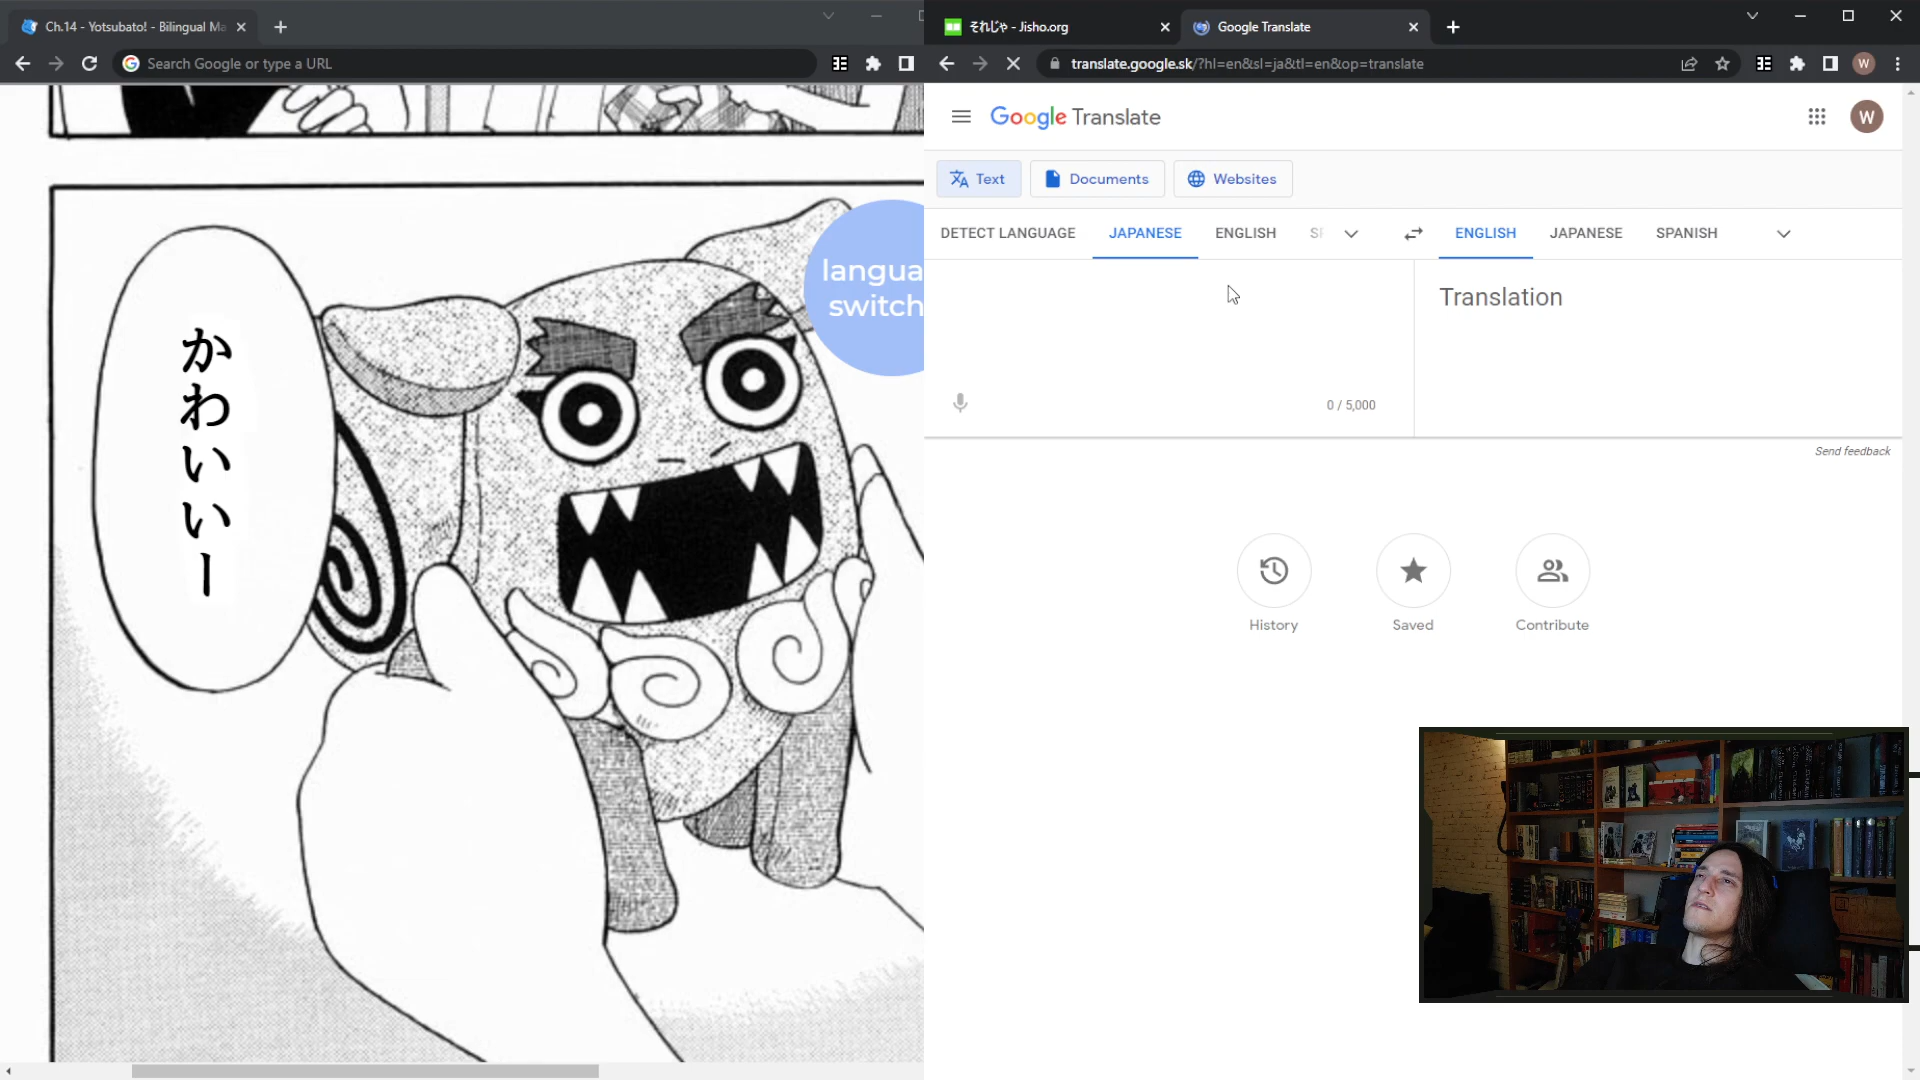 Ch.14 - Yotsubato! - Bilingual Ma
Search Google or type a URL
かわいいー
langua
switch
それじゃ - Jisho.org
Google Translate
translate.google.sk/?hl=en&sl=ja&tl=en&op=translate
W
Google Translate
W
Text
Documents
Websites
DETECT LANGUAGE
JAPANESE
ENGLISH
SP
ENGLISH
JAPANESE
SPANISH
Translation
0 / 5,000
Send feedback
History
Saved
Contribute